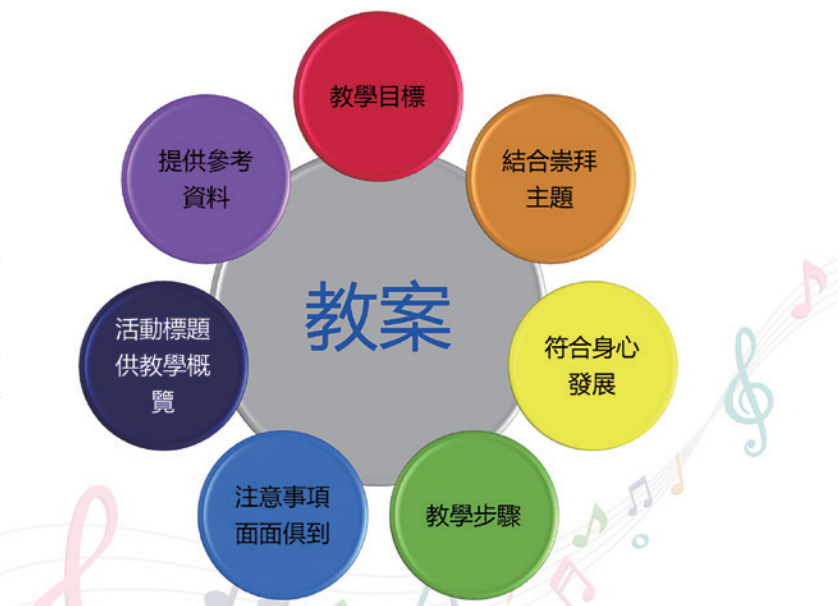 教學目標
結合崇拜
主題
符合身心
發展
教學步驟
注意事項
面面俱到
活動標題
供教學概
覽
提供參考
資料
教案